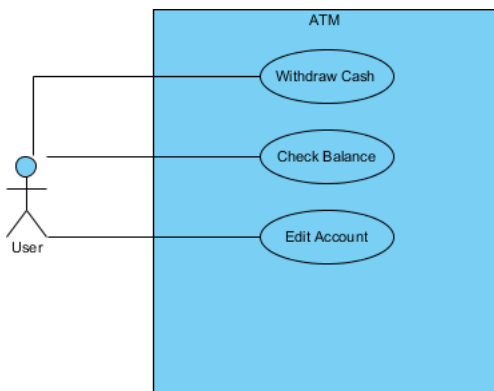 ATM
Withdraw Cash
Check Balance
Edit Account
User